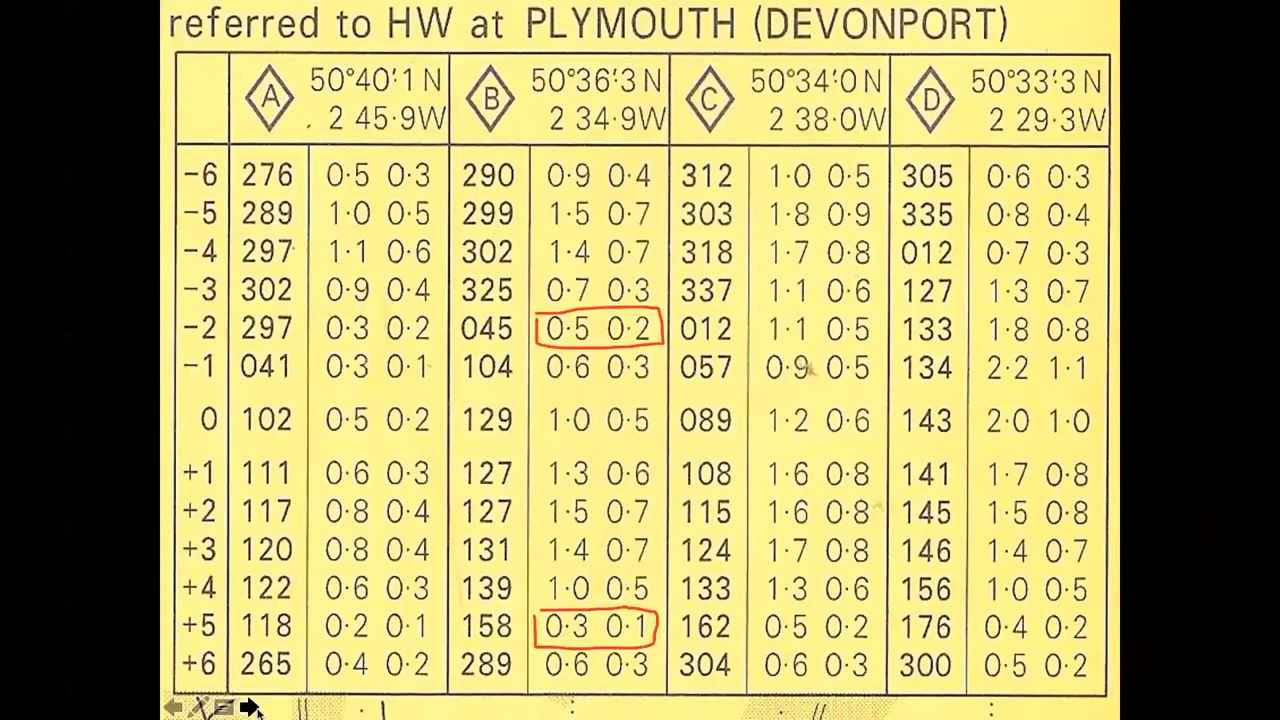 referred to HW at PLYMOUTH (DEVONPORT)
A 50°40'·1 N B 50°36'·3 N C 50°34'·0 N D 50°33'·3 N
2 45·9W 2 34·9W 2 38·0W 2 29·3W
−6 276 0·5 0·3 290 0·9 0·4 312 1·0 0·5 305 0·6 0·3
−5 289 1·0 0·5 299 1·5 0·7 303 1·8 0·9 335 0·8 0·4
−4 297 1·1 0·6 302 1·4 0·7 318 1·7 0·8 012 0·7 0·3
−3 302 0·9 0·4 325 0·7 0·3 337 1·1 0·6 127 1·3 0·7
−2 297 0·3 0·2 045 0·5 0·2 012 1·1 0·5 133 1·8 0·8
−1 041 0·3 0·1 104 0·6 0·3 057 0·9 0·5 134 2·2 1·1
0 102 0·5 0·2 129 1·0 0·5 089 1·2 0·6 143 2·0 1·0
+1 111 0·6 0·3 127 1·3 0·6 108 1·6 0·8 141 1·7 0·8
+2 117 0·8 0·4 127 1·5 0·7 115 1·6 0·8 145 1·5 0·8
+3 120 0·8 0·4 131 1·4 0·7 124 1·7 0·8 146 1·4 0·7
+4 122 0·6 0·3 139 1·0 0·5 133 1·3 0·6 156 1·0 0·5
+5 118 0·2 0·1 158 0·3 0·1 162 0·5 0·2 176 0·4 0·2
+6 265 0·4 0·2 289 0·6 0·3 304 0·6 0·3 300 0·5 0·2